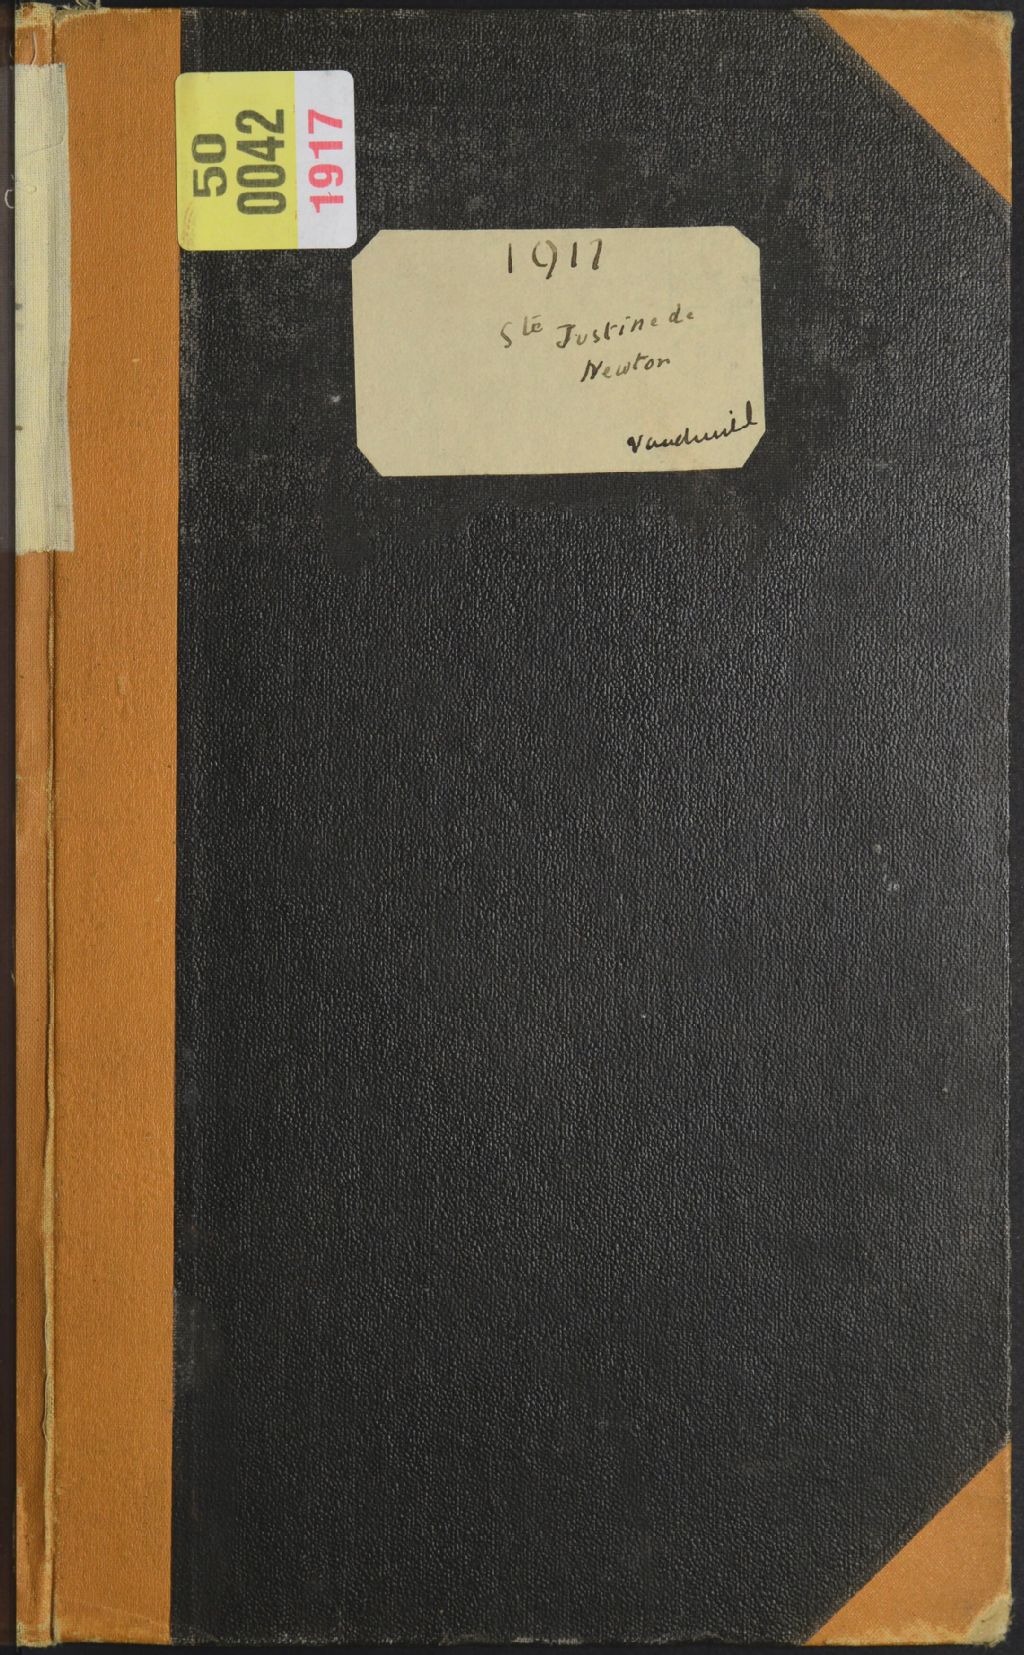 50
0042
1917
1917
Ste Justine de
Newton
Vaudreuil